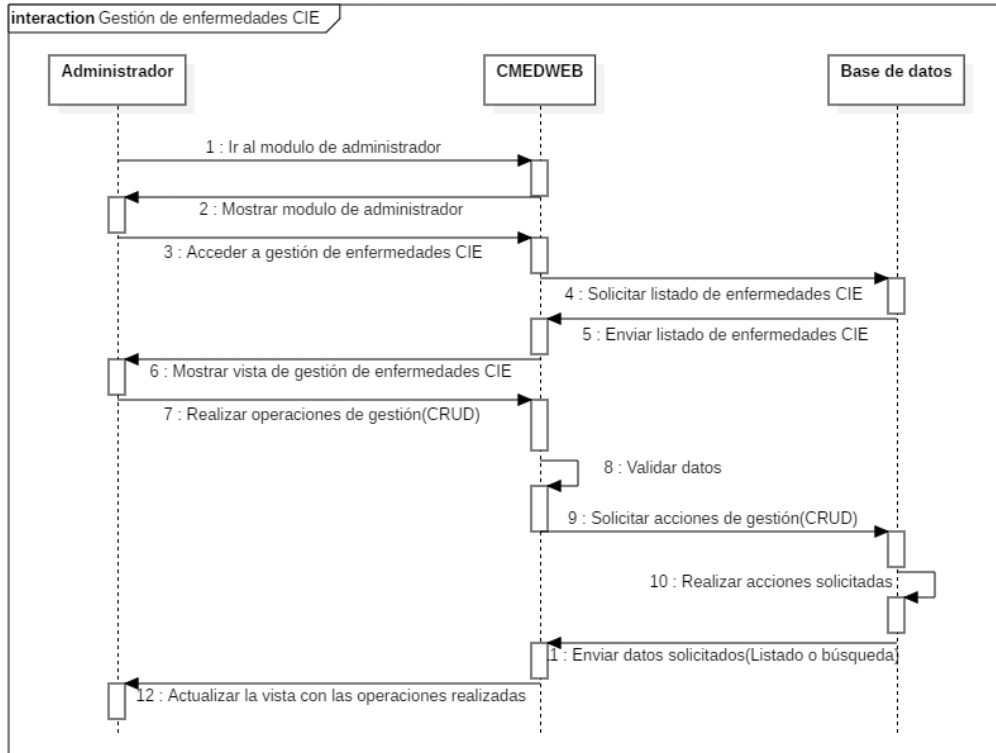 interaction Gestión de enfermedades CIE
Administrador
CMEDWEB
Base de datos
1 : Ir al modulo de administrador
2 : Mostrar modulo de administrador
3 : Acceder a gestión de enfermedades CIE
4 : Solicitar listado de enfermedades CIE
5 : Enviar listado de enfermedades CIE
6 : Mostrar vista de gestión de enfermedades CIE
7 : Realizar operaciones de gestión(CRUD)
8 : Validar datos
9 : Solicitar acciones de gestión(CRUD)
10 : Realizar acciones solicitadas
11 : Enviar datos solicitados(Listado o búsqueda)
12 : Actualizar la vista con las operaciones realizadas